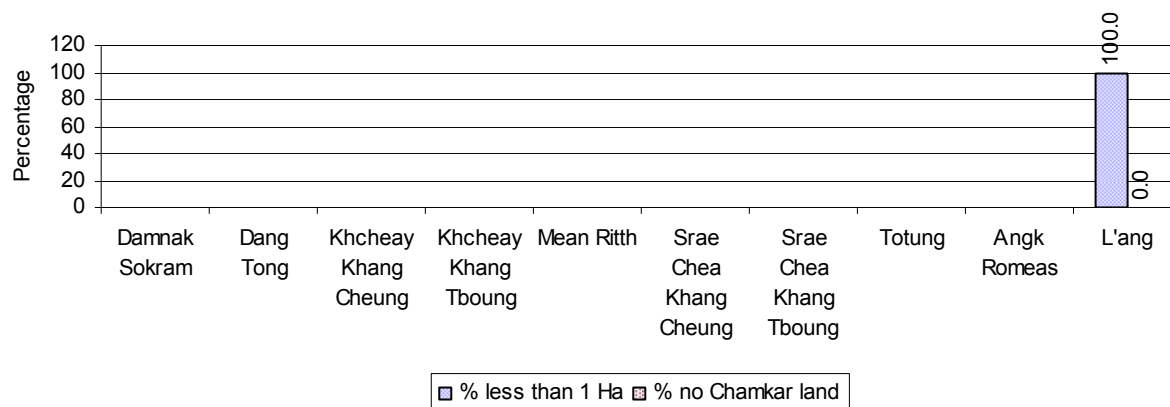 Percentage
120
100
80
60
40
20
0
100.0
0.0
Damnak Sokram
Dang Tong
Khcheay Khang Cheung
Khcheay Khang Tboung
Mean Ritth
Srae Chea Khang Cheung
Srae Chea Khang Tboung
Totung
Angk Romeas
L'ang
% less than 1 Ha % no Chamkar land